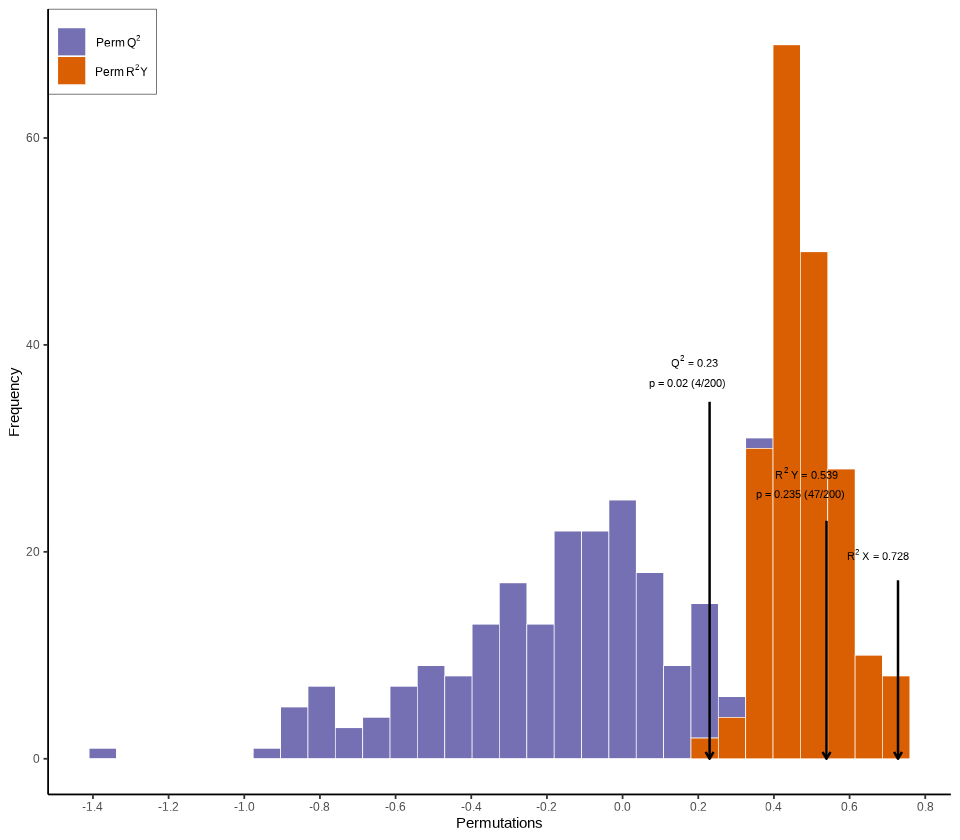 Perm Q²
Perm R²Y
Frequency
60
40
20
0
Q² = 0.23
p = 0.02 (4/200)
R² Y = 0.539
p = 0.235 (47/200)
R² X = 0.728
-1.4 -1.2 -1.0 -0.8 -0.6 -0.4 -0.2 0.0 0.2 0.4 0.6 0.8
Permutations